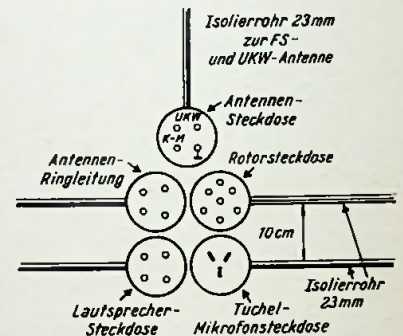 Isolierrohr 23mm
zur FS-
und UKW-Antenne
Antennen-
Steckdose
UKW
K-M
Antennen-
Ringleitung
Rotorsteckdose
10cm
Isolierrohr
23mm
Lautsprecher-
Steckdose
Tuchel-
Mikrofonsteckdose